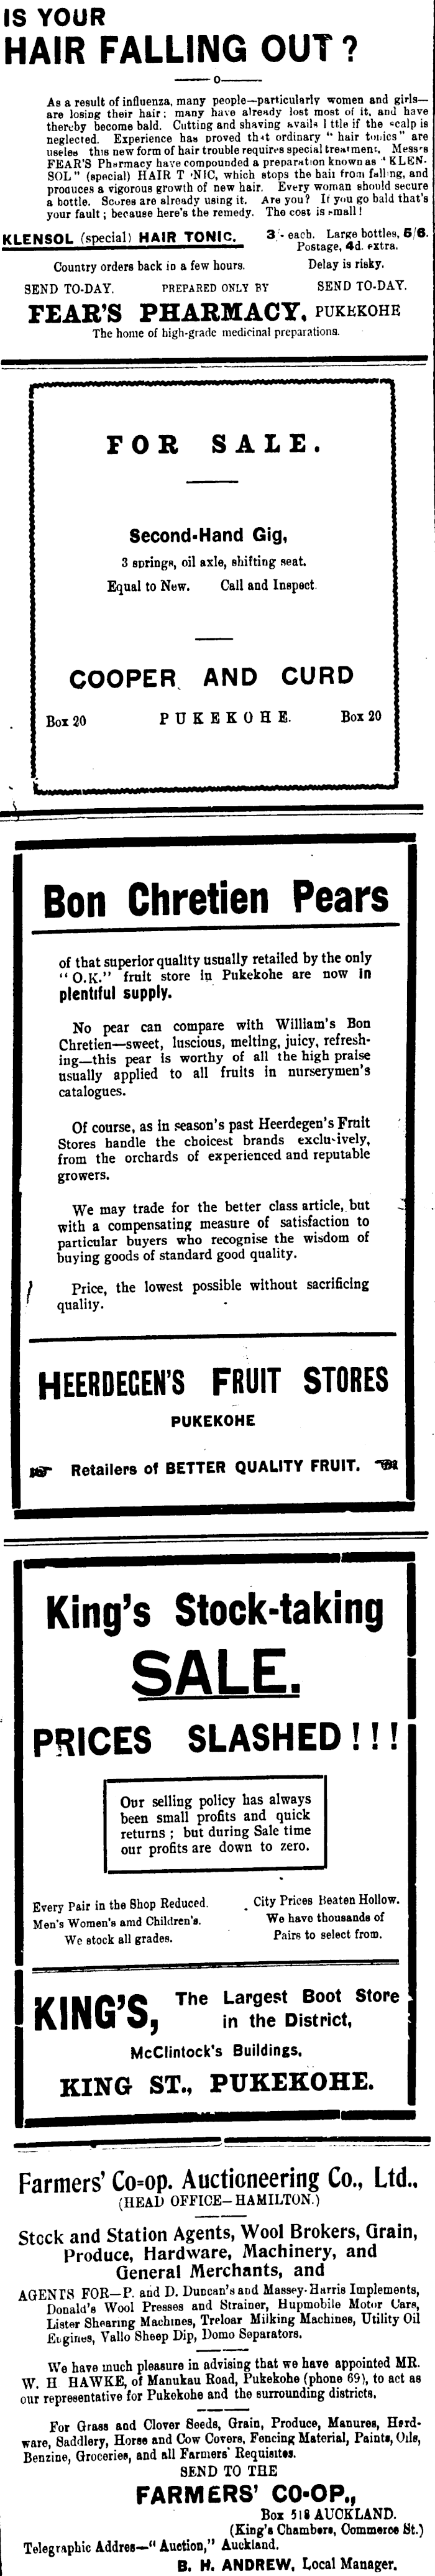 IS YOUR
HAIR FALLING OUT?
As a result of influenza, many people—particularly women and girls—
are losing their hair; many have already lost most of it, and have
thereby become bald. Cutting and shaving avails little if the scalp is
neglected. Experience has proved that ordinary "hair tonics" are
useless this new form of hair trouble requires special treatment. Messrs
FEAR'S Pharmacy have compounded a preparation known as "KLEN-
SOL" (special) HAIR TONIC, which stops the hair from falling, and
produces a vigorous growth of new hair. Every woman should secure
a bottle. Scores are already using it. Are you? If you go bald that's
your fault; because here's the remedy. The cost is small!
KLENSOL (special) HAIR TONIC. 3/- each. Large bottles, 5/6.
Postage, 4d. extra.
Country orders back in a few hours. Delay is risky.
SEND TO-DAY. PREPARED ONLY BY SEND TO-DAY.
FEAR'S PHARMACY, PUKEKOHE
The home of high-grade medicinal preparations.
FOR SALE.
Second-Hand Gig,
3 springs, oil axle, shifting seat.
Equal to New. Call and Inspect.
COOPER AND CURD
Box 20 PUKEKOHE. Box 20
Bon Chretien Pears
of that superior quality usually retailed by the only
"O.K." fruit store in Pukekohe are now in
plentiful supply.
No pear can compare with William's Bon
Chretien—sweet, luscious, melting, juicy, refresh-
ing—this pear is worthy of all the high praise
usually applied to all fruits in nurserymen's
catalogues.
Of course, as in season's past Heerdegen's Fruit
Stores handle the choicest brands exclusively,
from the orchards of experienced and reputable
growers.
We may trade for the better class article, but
with a compensating measure of satisfaction to
particular buyers who recognise the wisdom of
buying goods of standard good quality.
Price, the lowest possible without sacrificing
quality.
HEERDEGEN'S FRUIT STORES
PUKEKOHE
Retailers of BETTER QUALITY FRUIT.
King's Stock-taking
SALE.
PRICES SLASHED!!!
Our selling policy has always
been small profits and quick
returns; but during Sale time
our profits are down to zero.
Every Pair in the Shop Reduced. City Prices Beaten Hollow.
Men's Women's amd Children's. We have thousands of
We stock all grades. Pairs to select from.
KING'S, The Largest Boot Store
in the District,
McClintock's Buildings,
KING ST., PUKEKOHE.
Farmers' Co=op. Auctioneering Co., Ltd.,
(HEAD OFFICE—HAMILTON.)
Stock and Station Agents, Wool Brokers, Grain,
Produce, Hardware, Machinery, and
General Merchants, and
AGENTS FOR—P. and D. Duncan's and Massey-Harris Implements,
Donald's Wool Presses and Strainer, Hupmobile Motor Cars,
Lister Shearing Machines, Treloar Milking Machines, Utility Oil
Engines, Vallo Sheep Dip, Domo Separators.
We have much pleasure in advising that we have appointed MR.
W. H HAWKE, of Manukau Road, Pukekohe (phone 69), to act as
our representative for Pukekohe and the surrounding districts,
For Grass and Clover Seeds, Grain, Produce, Manures, Hard-
ware, Saddlery, Horse and Cow Covers, Fencing Material, Paints, Oils,
Benzine, Groceries, and all Farmers' Requisites.
SEND TO THE
FARMERS' CO-OP.,
Box 518 AUCKLAND.
(King's Chambers, Commerce St.)
Telegraphic Addres—"Auction," Auckland.
B. H. ANDREW, Local Manager.